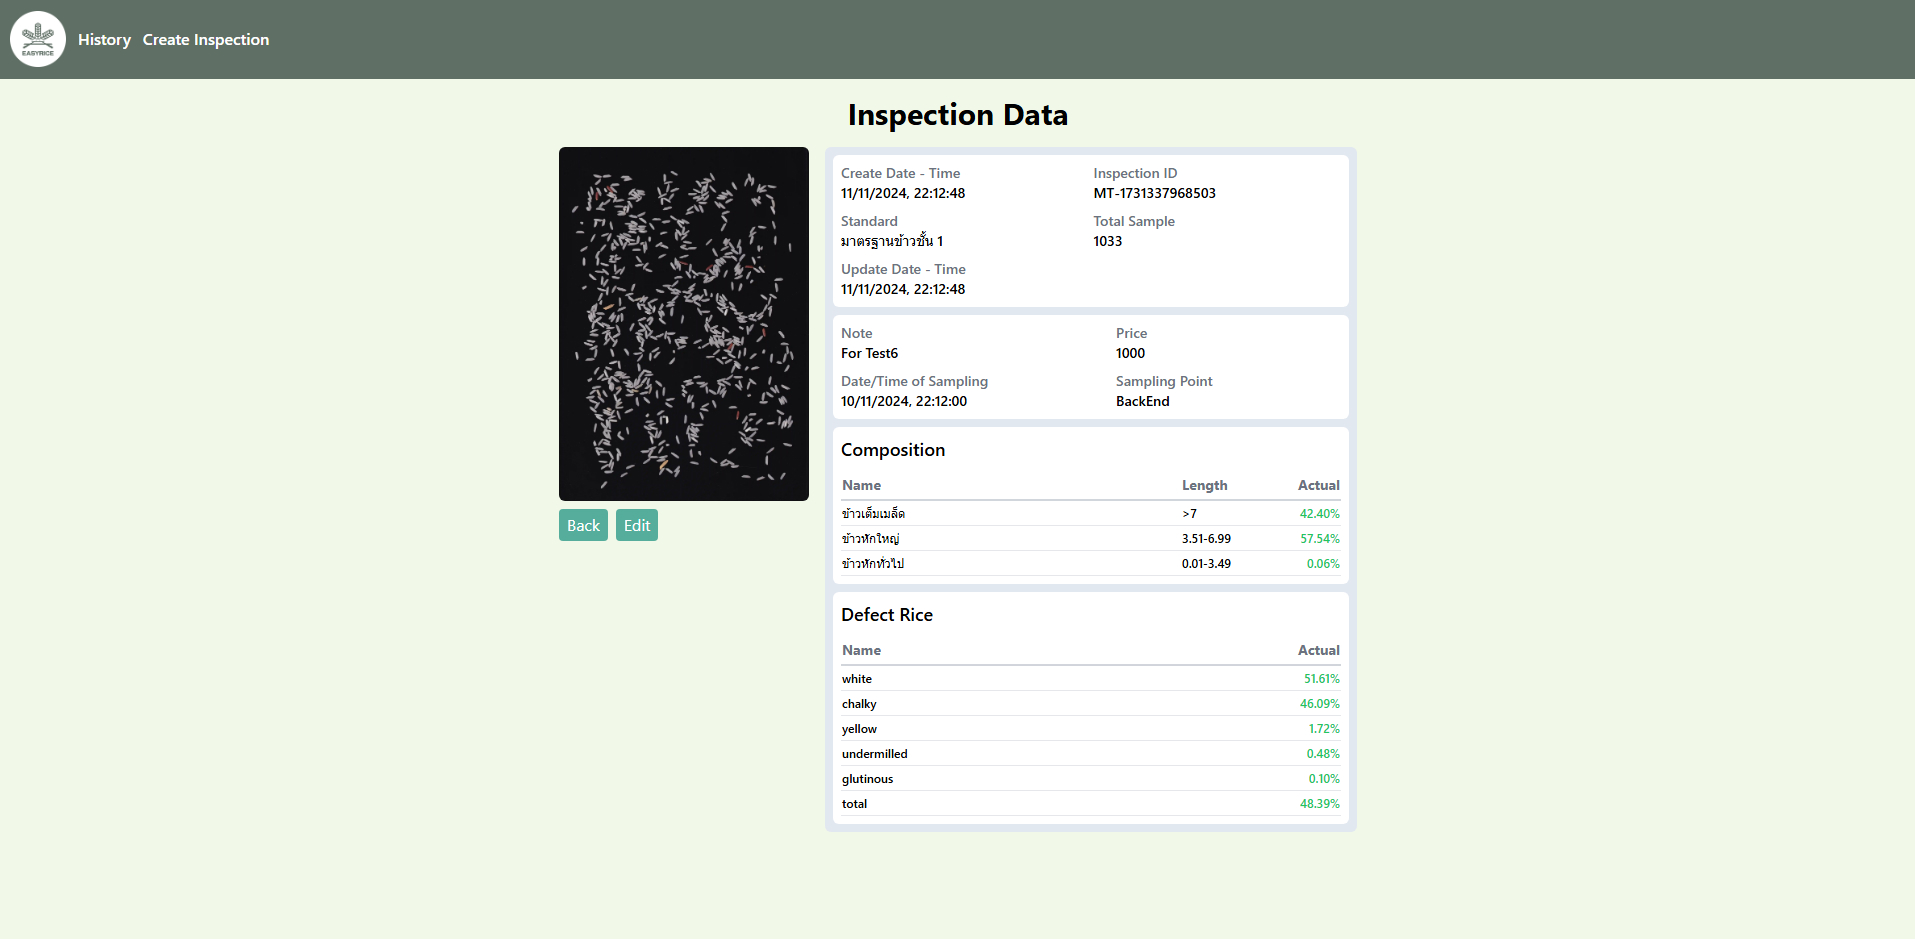 EASYRICE
History Create Inspection
Inspection Data
Create Date - Time
11/11/2024, 22:12:48
Inspection ID
MT-1731337968503
Standard
มาตรฐานข้าวชั้น 1
Total Sample
1033
Update Date - Time
11/11/2024, 22:12:48
Note
For Test6
Price
1000
Date/Time of Sampling
10/11/2024, 22:12:00
Sampling Point
BackEnd
Back Edit
Composition
Name Length Actual
ข้าวเต็มเมล็ด >7 42.40%
ข้าวหักใหญ่ 3.51-6.99 57.54%
ข้าวหักทั่วไป 0.01-3.49 0.06%
Defect Rice
Name Actual
white 51.61%
chalky 46.09%
yellow 1.72%
undermilled 0.48%
glutinous 0.10%
total 48.39%